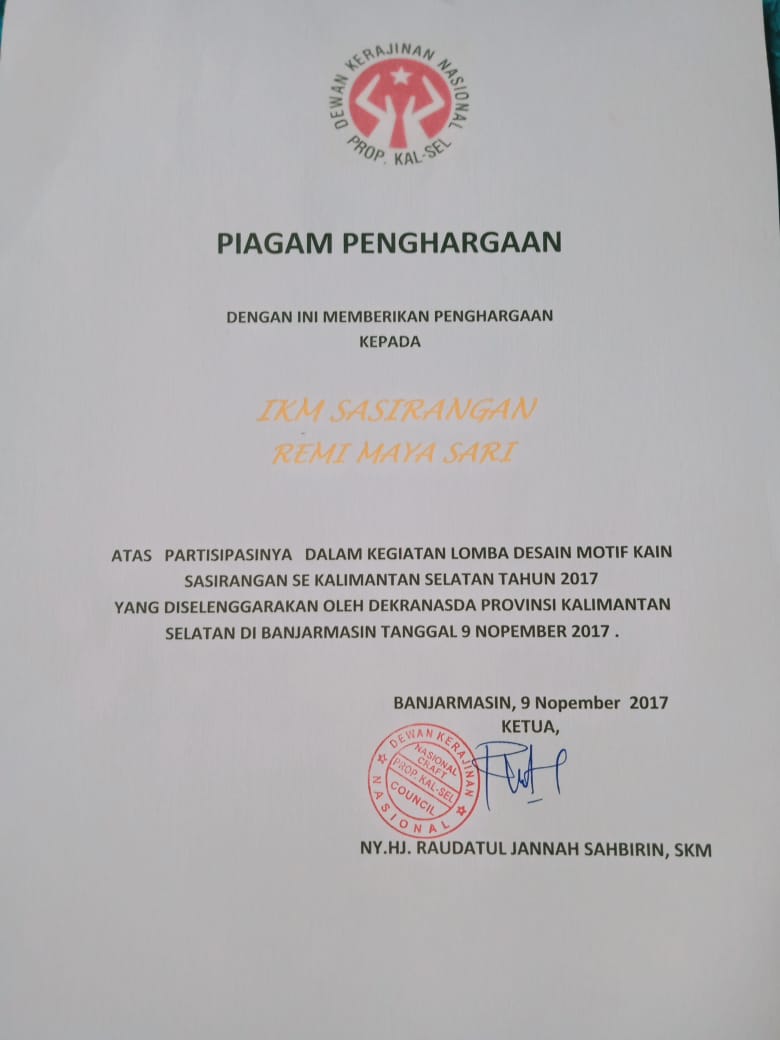 DEWAN KERAJINAN NASIONAL
PROP. KAL-SEL
PIAGAM PENGHARGAAN
DENGAN INI MEMBERIKAN PENGHARGAAN
KEPADA
IKM SASIRANGAN
REMI MAYA SARI
ATAS PARTISIPASINYA DALAM KEGIATAN LOMBA DESAIN MOTIF KAIN
SASIRANGAN SE KALIMANTAN SELATAN TAHUN 2017
YANG DISELENGGARAKAN OLEH DEKRANASDA PROVINSI KALIMANTAN
SELATAN DI BANJARMASIN TANGGAL 9 NOPEMBER 2017 .
BANJARMASIN, 9 Nopember 2017
KETUA,
DEWAN KERAJINAN
NASIONAL
NASIONAL
CRAFT
PROP. KAL-SEL
COUNCIL
NY.HJ. RAUDATUL JANNAH SAHBIRIN, SKM